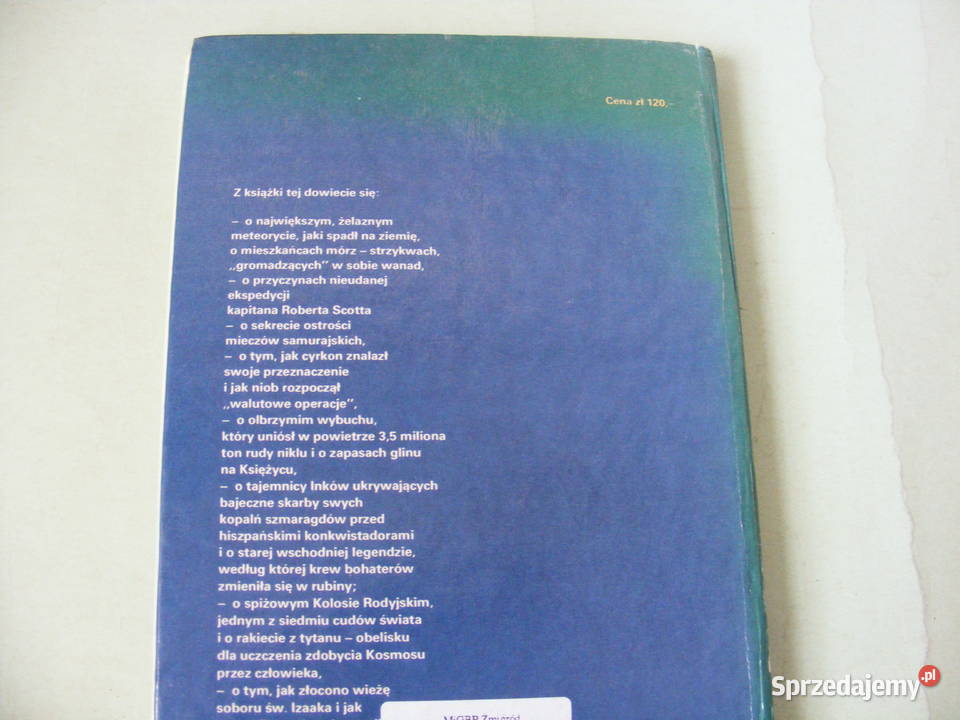 Cena zł 120,–
Z książki tej dowiecie się:
– o największym, żelaznym
meteorycie, jaki spadł na ziemię,
o mieszkańcach mórz – strzykwach,
„gromadzących" w sobie wanad,
– o przyczynach nieudanej
ekspedycji
kapitana Roberta Scotta
– o sekrecie ostrości
mieczów samurajskich,
– o tym, jak cyrkon znalazł
swoje przeznaczenie
i jak niob rozpoczął
„walutowe operacje",
– o olbrzymim wybuchu,
który uniósł w powietrze 3,5 miliona
ton rudy niklu i o zapasach glinu
na Księżycu,
– o tajemnicy Inków ukrywających
bajeczne skarby swych
kopalń szmaragdów przed
hiszpańskimi konkwistadorami
i o starej wschodniej legendzie,
według której krew bohaterów
zmieniła się w rubiny;
– o spiżowym Kolosie Rodyjskim,
jednym z siedmiu cudów świata
i o rakiecie z tytanu – obelisku
dla uczczenia zdobycia Kosmosu
przez człowieka,
– o tym, jak złocono wieżę
soboru św. Izaaka i jak
MiGBP Żmigród
Sprzedajemy.pl